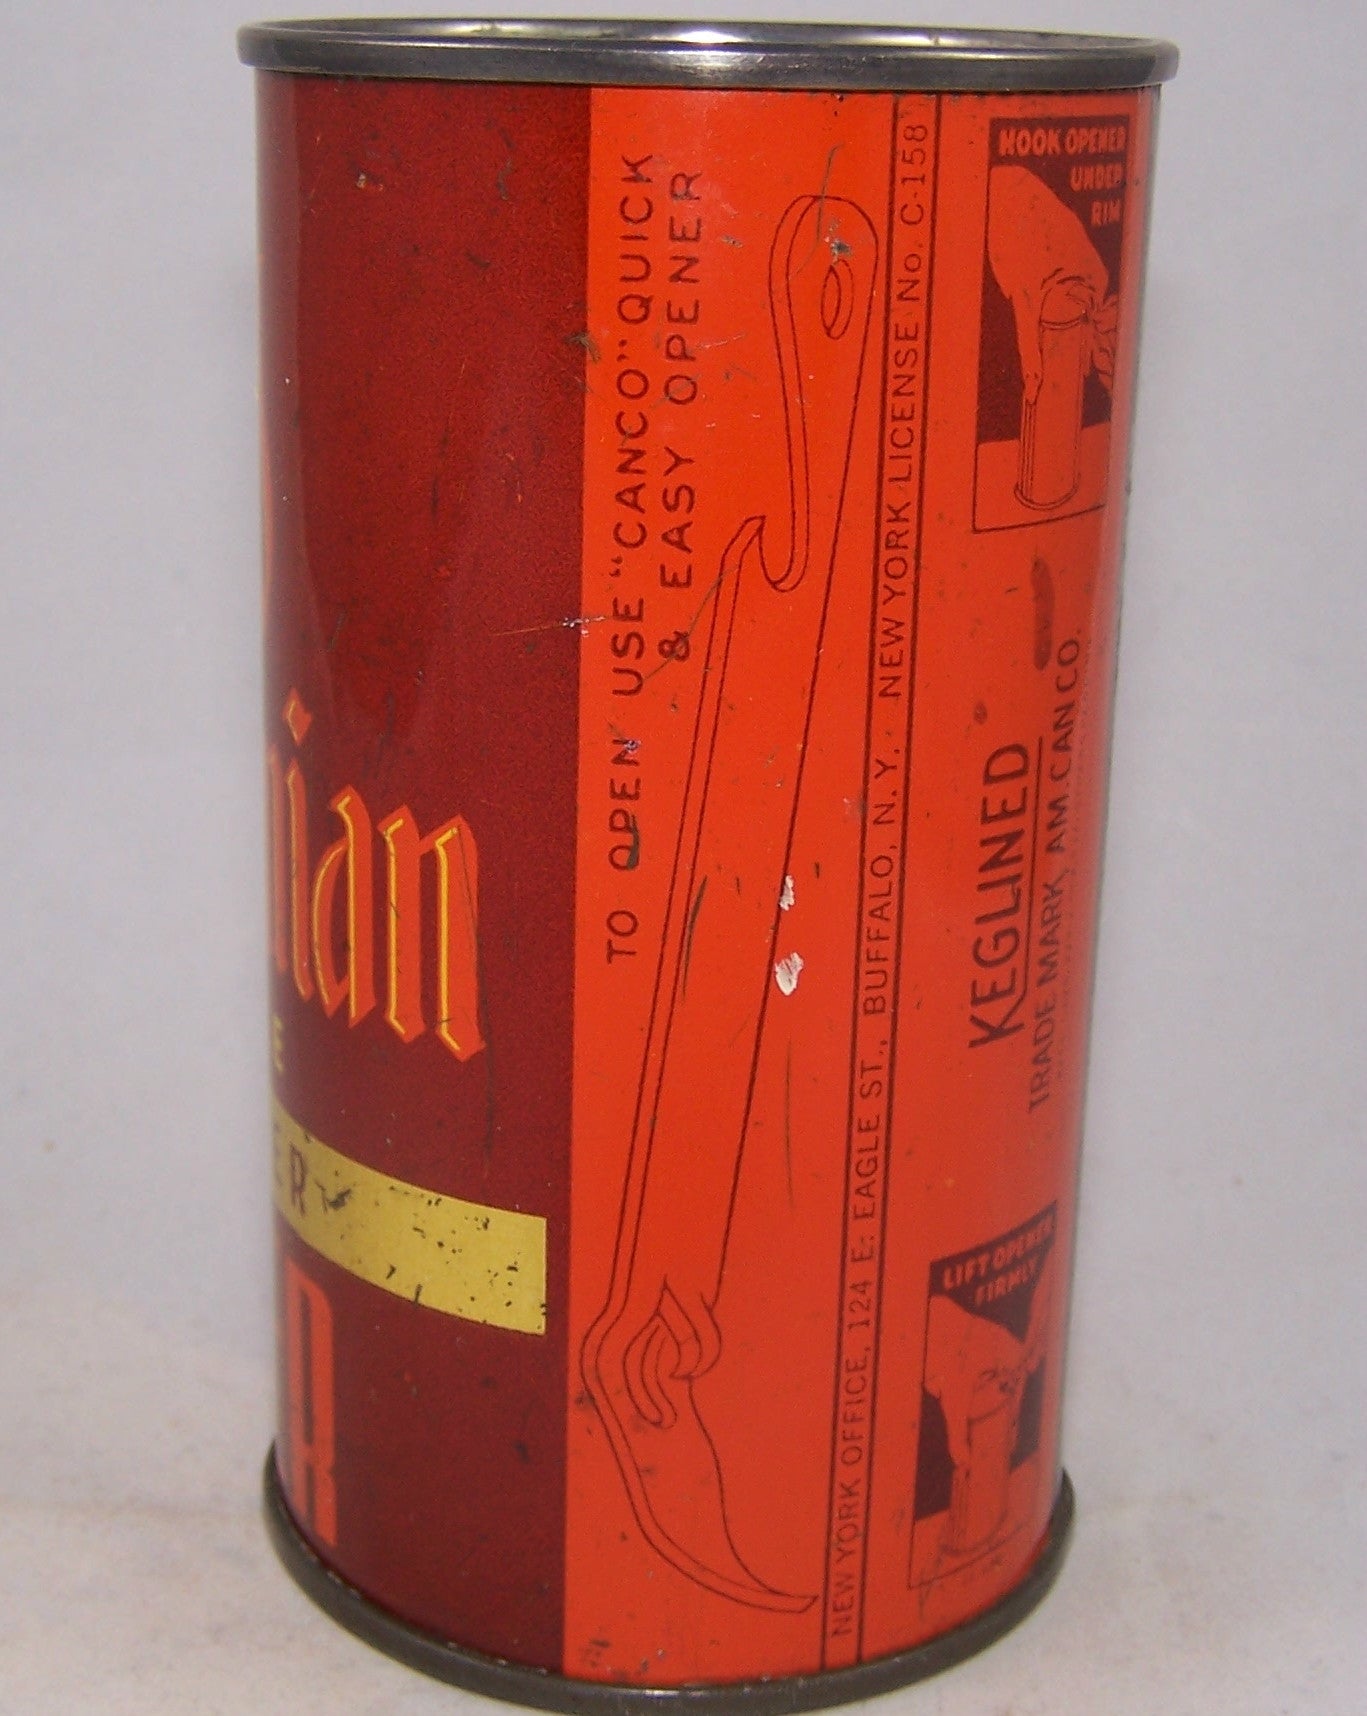 nian
E
ER
R
TO OPEN USE "CANCO" QUICK
& EASY OPENER
NEW YORK OFFICE, 124 E. EAGLE ST., BUFFALO, N.Y. · NEW YORK LICENSE No. C-158
HOOK OPENER
UNDER
RIM
KEGLINED
TRADE MARK, AM. CAN CO.
LIFT OPENER
FIRMLY